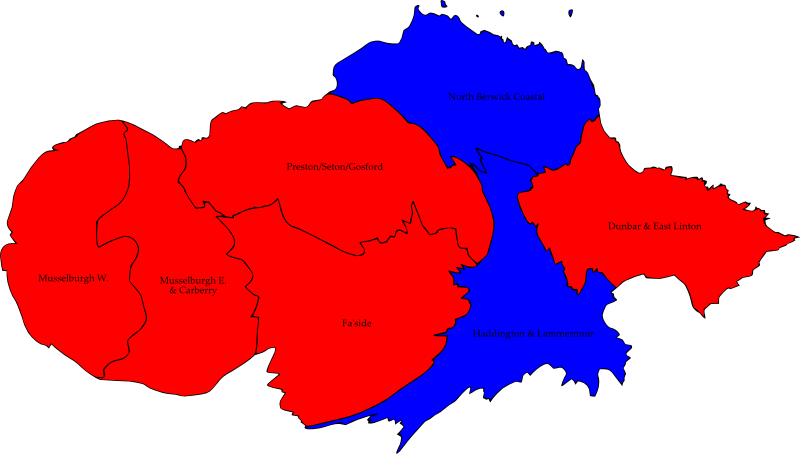 North Berwick Coastal
Preston/Seton/Gosford
Dunbar & East Linton
Musselburgh W.
Musselburgh E.
& Carberry
Fa'side
Haddington & Lammermuir